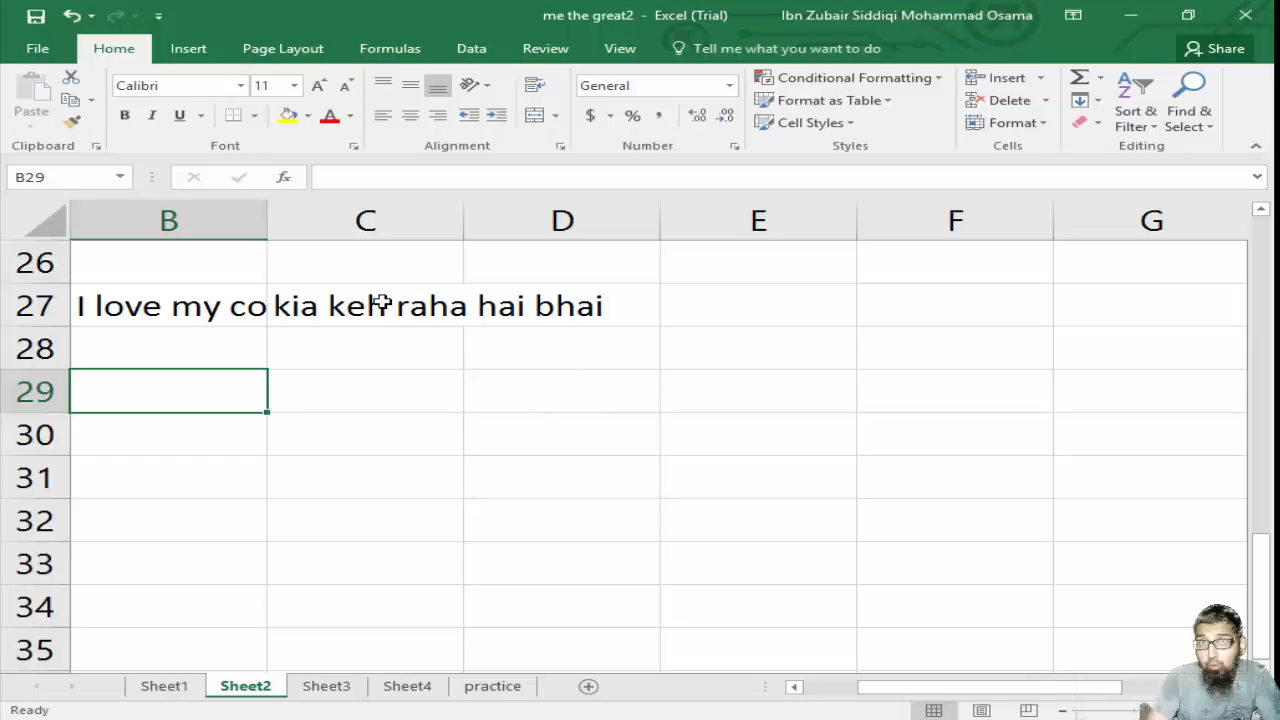 me the great2 - Excel (Trial) Ibn Zubair Siddiqi Mohammad Osama
File Home Insert Page Layout Formulas Data Review View Tell me what you want to do Share
Paste
Calibri 11
B I U A
General
$ % ,
Conditional Formatting
Format as Table
Cell Styles
Insert
Delete
Format
Sort & Filter
Find & Select
Clipboard Font Alignment Number Styles Cells Editing
B29 fx
B C D E F G
26
27 I love my co kia keh raha hai bhai
28
29
30
31
32
33
34
35
Sheet1 Sheet2 Sheet3 Sheet4 practice
Ready